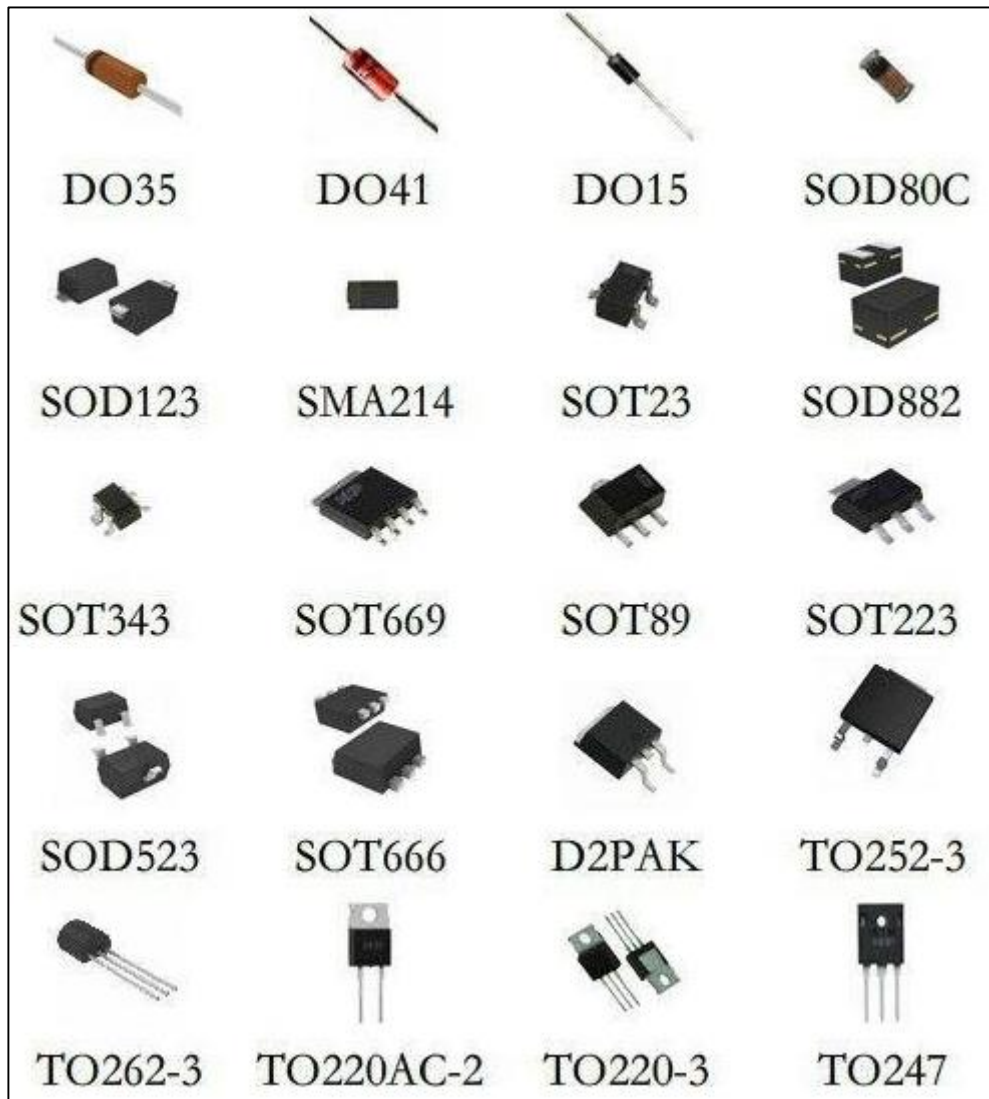 DO35 DO41 DO15 SOD80C
SOD123 SMA214 SOT23 SOD882
SOT343 SOT669 SOT89 SOT223
SOD523 SOT666 D2PAK TO252-3
TO262-3 TO220AC-2 TO220-3 TO247